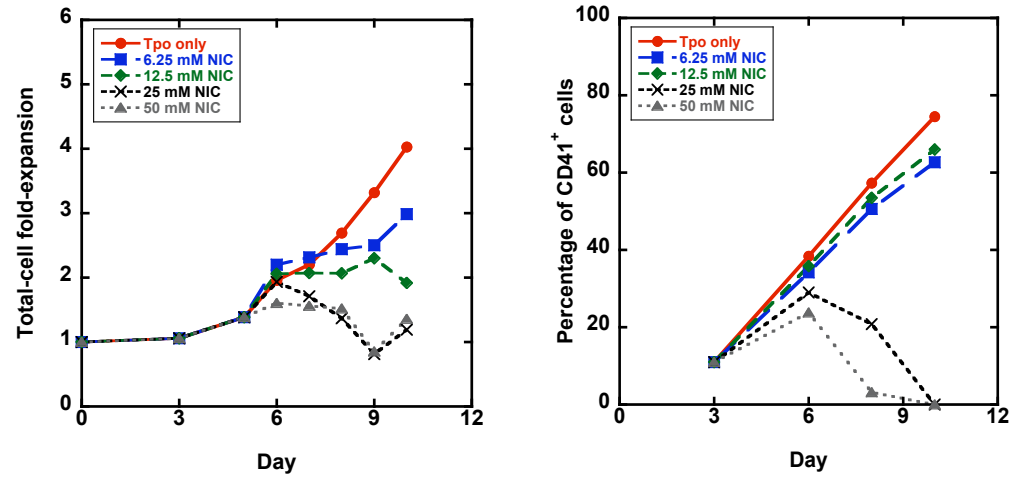 Total-cell fold-expansion
6
5
4
3
2
1
0
Tpo only
6.25 mM NIC
12.5 mM NIC
25 mM NIC
50 mM NIC
0 3 6 9 12
Day
Percentage of CD41+ cells
100
80
60
40
20
0
Tpo only
6.25 mM NIC
12.5 mM NIC
25 mM NIC
50 mM NIC
0 3 6 9 12
Day